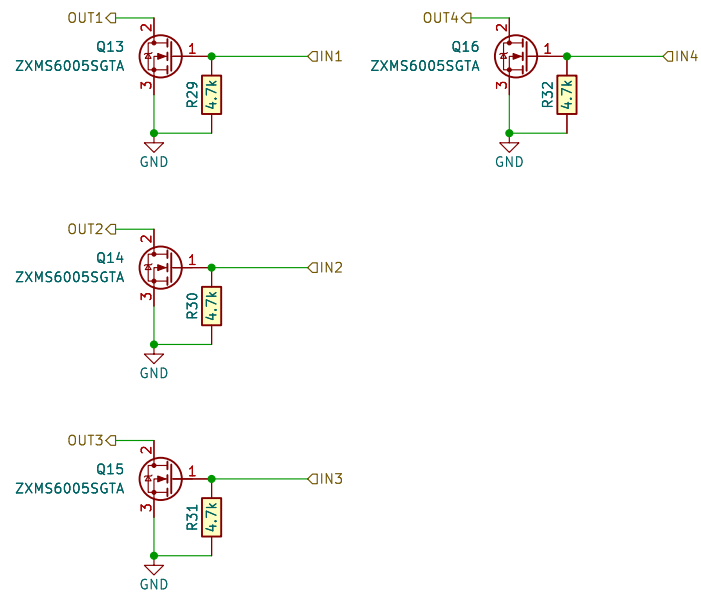 OUT1
2
Q13
1
IN1
ZXMS6005SGTA
3
R29
4.7k
GND
OUT4
2
Q16
1
IN4
ZXMS6005SGTA
3
R32
4.7k
GND
OUT2
2
Q14
1
IN2
ZXMS6005SGTA
3
R30
4.7k
GND
OUT3
2
Q15
1
IN3
ZXMS6005SGTA
3
R31
4.7k
GND